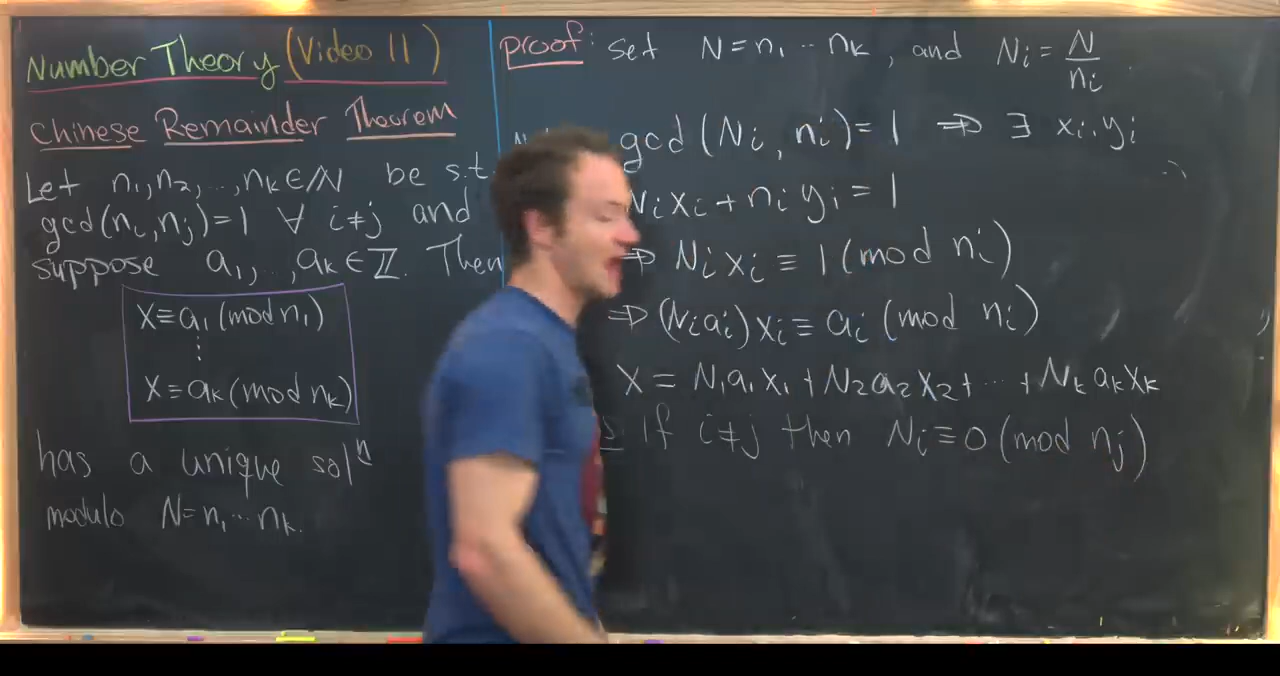 Number Theory (Video 11)
Chinese Remainder Theorem
Let n₁, n₂, ..., nₖ ∈ ℕ be s.t.
gcd(nᵢ, nⱼ) = 1 ∀ i ≠ j and
suppose a₁, ..., aₖ ∈ ℤ. Then
x ≡ a₁ (mod n₁)
⋮
x ≡ aₖ (mod nₖ)
has a unique solⁿ
modulo N = n₁ ... nₖ.
proof: set N = n₁ ... nₖ, and Nᵢ = N/nᵢ
gcd(Nᵢ, nᵢ) = 1 ⇒ ∃ xᵢ, yᵢ
Nᵢxᵢ + nᵢyᵢ = 1
⇒ Nᵢxᵢ ≡ 1 (mod nᵢ)
⇒ (Nᵢaᵢ)xᵢ ≡ aᵢ (mod nᵢ)
X = N₁a₁x₁ + N₂a₂x₂ + ... + Nₖaₖxₖ
If i ≠ j then Nᵢ ≡ 0 (mod nⱼ)